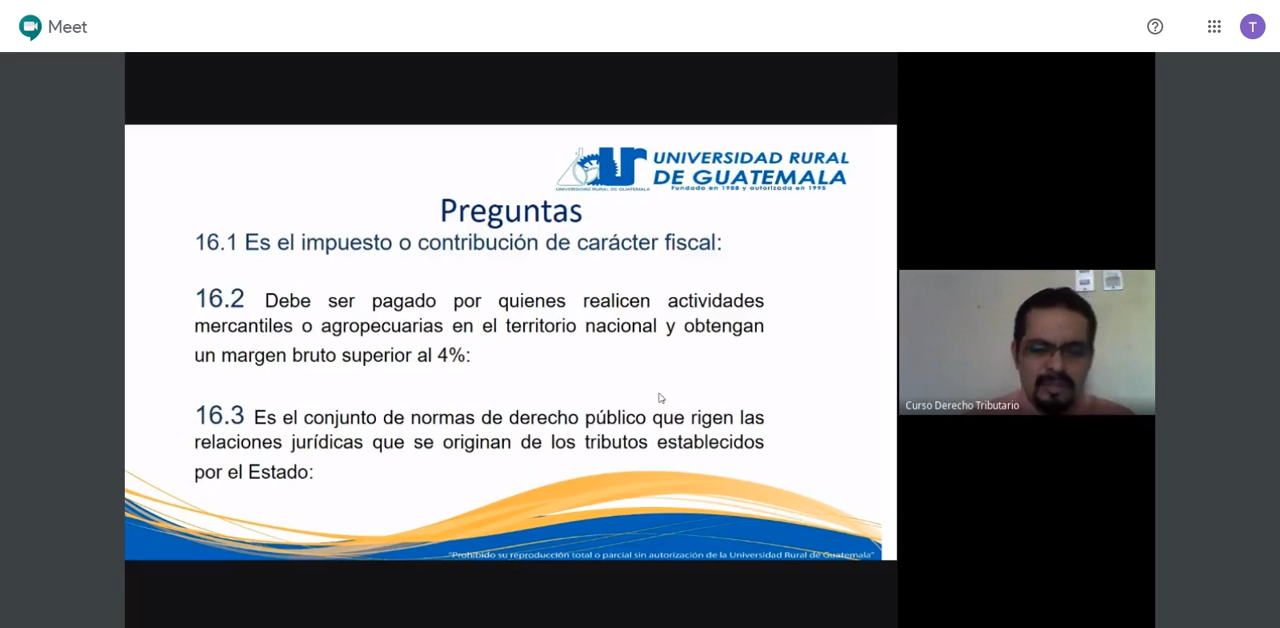 Meet
T
UNIVERSIDAD RURAL
DE GUATEMALA
UNIVERSIDAD RURAL DE GUATEMALA
Fundado en 1988 y autorizada en 1995
Preguntas
16.1 Es el impuesto o contribución de carácter fiscal:
16.2 Debe ser pagado por quienes realicen actividades
mercantiles o agropecuarias en el territorio nacional y obtengan
un margen bruto superior al 4%:
16.3 Es el conjunto de normas de derecho público que rigen las
relaciones jurídicas que se originan de los tributos establecidos
por el Estado:
"Prohibido su reproducción total o parcial sin autorización de la Universidad Rural de Guatemala"
Curso Derecho Tributario